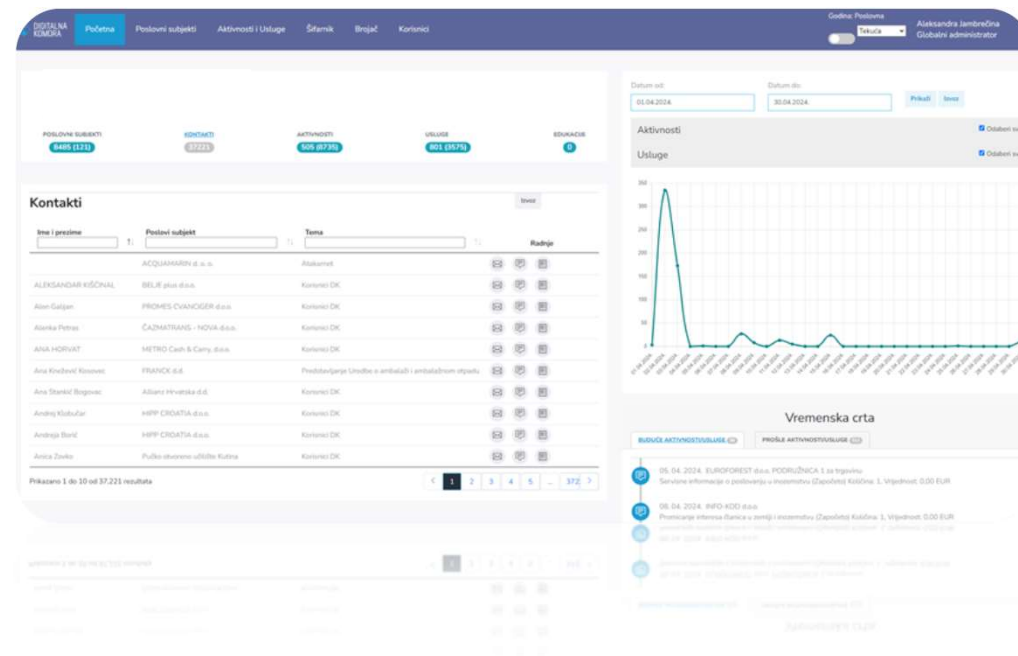 DIGITALNA
KOMORA
Početna
Poslovni subjekti
Aktivnosti i Usluge
Šifarnik
Brojač
Korisnici
Godina: Poslovna
Tekuća
Aleksandra Jambrečina
Globalni administrator
POSLOVNI SUBJEKTI
8485 (121)
KONTAKTI
37221
AKTIVNOSTI
505 (8735)
USLUGE
801 (3575)
EDUKACIJE
0
Kontakti
Izvoz
Ime i prezime
Poslovi subjekt
Tema
Radnje
ACQUAMARIN d. o. o.
ALEKSANDAR KIŠČINAL BELJE plus d.o.o. Korisnici DK
PROMES CVANCIGER d.o.o. Korisnici DK
Alenka Petras ČAZMATRANS - NOVA d.o.o. Korisnici DK
ANA HORVAT METRO Cash & Carry, d.o.o. Korisnici DK
Ana Knežević Kosovec FRANCK d.d. Predstavljanje Uredbe o ambalaži i ambalažnom otpadu
Ana Stankić Bogovac Allianz Hrvatska d.d. Korisnici DK
Andrej Klobučar HIPP CROATIA d.o.o. Korisnici DK
Andreja Borić HIPP CROATIA d.o.o. Korisnici DK
Anica Zovko Pučko otvoreno učilište Kutina Korisnici DK
Prikazano 1 do 10 od 37,221 rezultata
1 2 3 4 5 ... 372
Datum od:
01.04.2024.
Datum do:
30.04.2024.
Prikaži
Izvoz
Aktivnosti
Odaberi
Usluge
Odaberi
350
300
250
200
150
100
50
0
Vremenska crta
BUDUĆE AKTIVNOSTI/USLUGE
PROŠLE AKTIVNOSTI/USLUGE
05. 04. 2024. EUROFOREST d.o.o. PODRUŽNICA 1 za trgovinu
Servisne informacije o poslovanju u inozemstvu (Započeto) Količina: 1, Vrijednost: 0,00 EUR
08. 04. 2024. INFO-KOD d.o.o.
Promicanje interesa članica u zemlji i inozemstvu (Započeto) Količina: 1, Vrijednost: 0,00 EUR